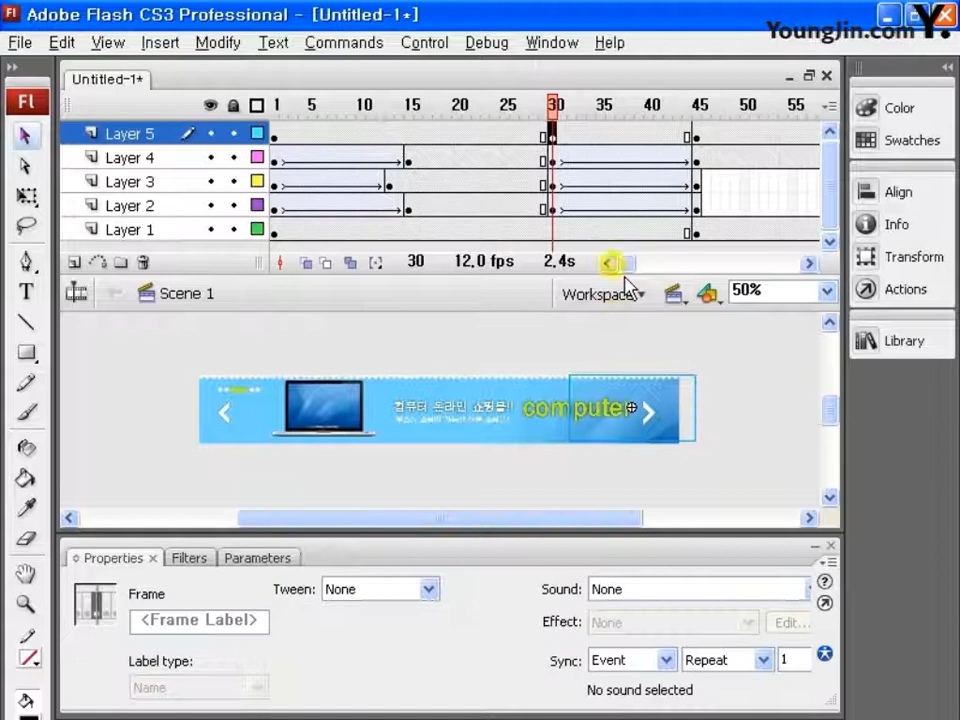 Adobe Flash CS3 Professional - [Untitled-1*]
YoungJin.com Y.
File Edit View Insert Modify Text Commands Control Debug Window Help
Untitled-1*
1 5 10 15 20 25 30 35 40 45 50 55
Layer 5
Layer 4
Layer 3
Layer 2
Layer 1
30 12.0 fps 2.4s
Scene 1
Workspace
50%
Color
Swatches
Align
Info
Transform
Actions
Library
컴퓨터 온라인 쇼핑몰!!
computer
Properties Filters Parameters
Frame
<Frame Label>
Label type:
Name
Tween: None
Sound: None
Effect: None Edit...
Sync: Event Repeat 1
No sound selected